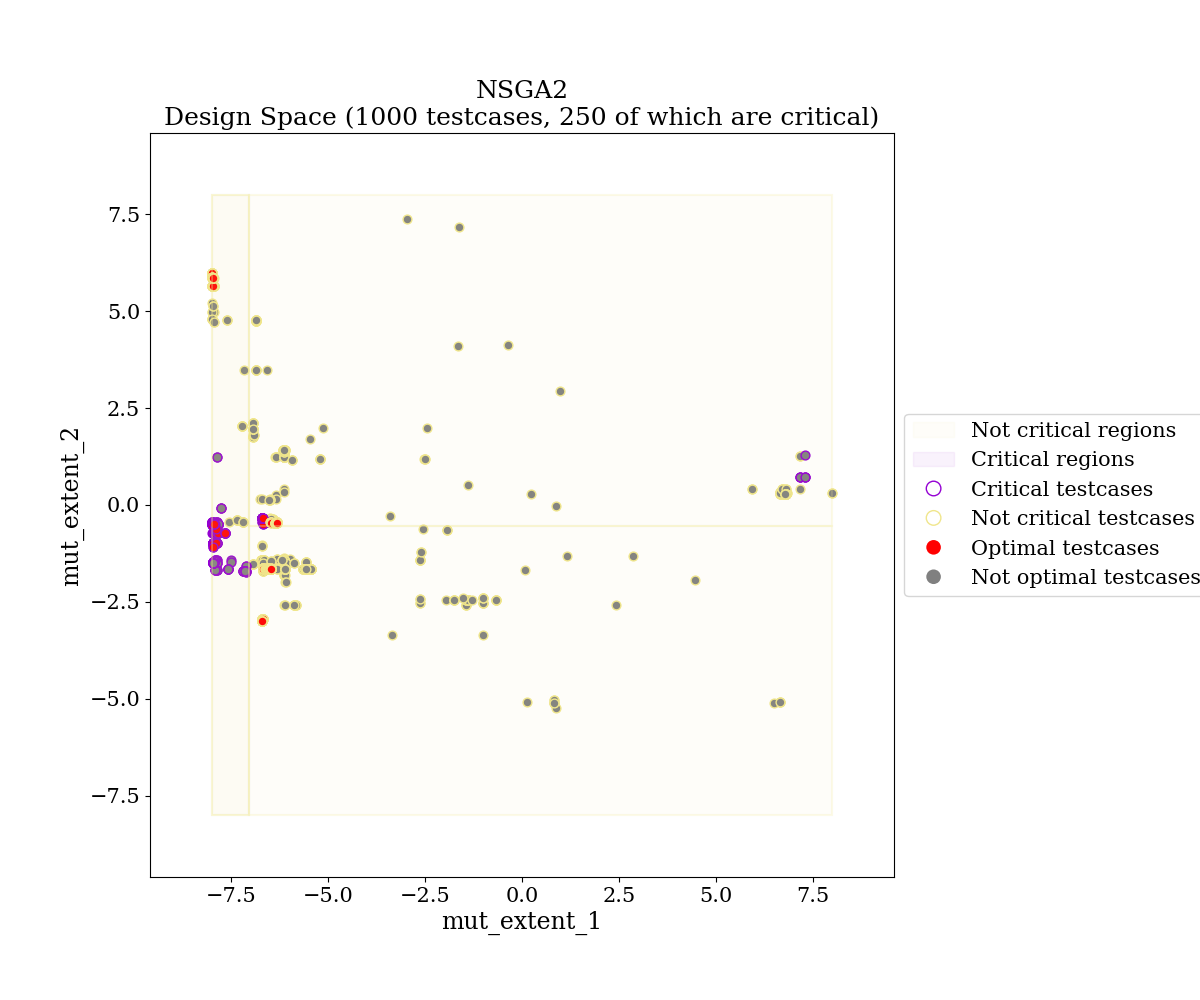 NSGA2
Design Space (1000 testcases, 250 of which are critical)
mut_extent_2
7.5
5.0
2.5
0.0
−2.5
−5.0
−7.5
−7.5 −5.0 −2.5 0.0 2.5 5.0 7.5
mut_extent_1
Not critical regions
Critical regions
Critical testcases
Not critical testcases
Optimal testcases
Not optimal testcases